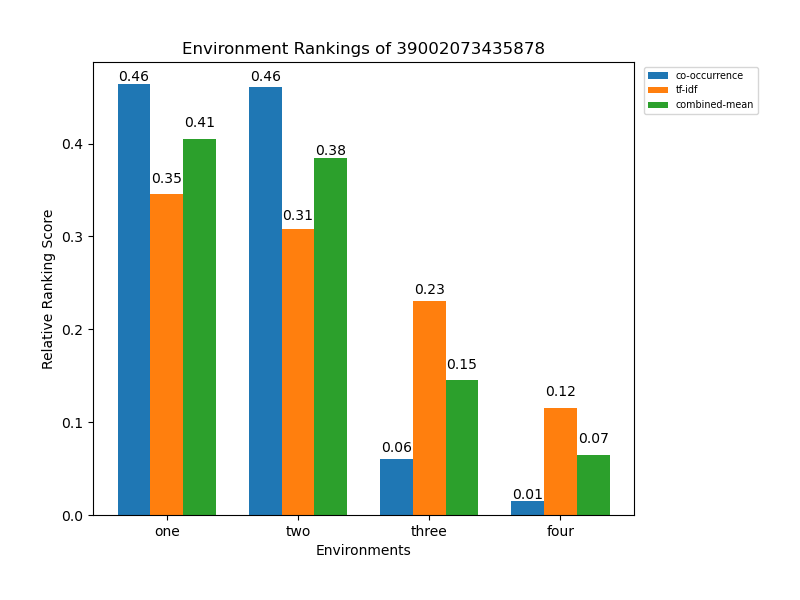 Environment Rankings of 39002073435878
co-occurrence
tf-idf
combined-mean
0.46
0.35
0.41
0.46
0.31
0.38
0.06
0.23
0.15
0.01
0.12
0.07
Relative Ranking Score
0.4
0.3
0.2
0.1
0.0
one two three four
Environments